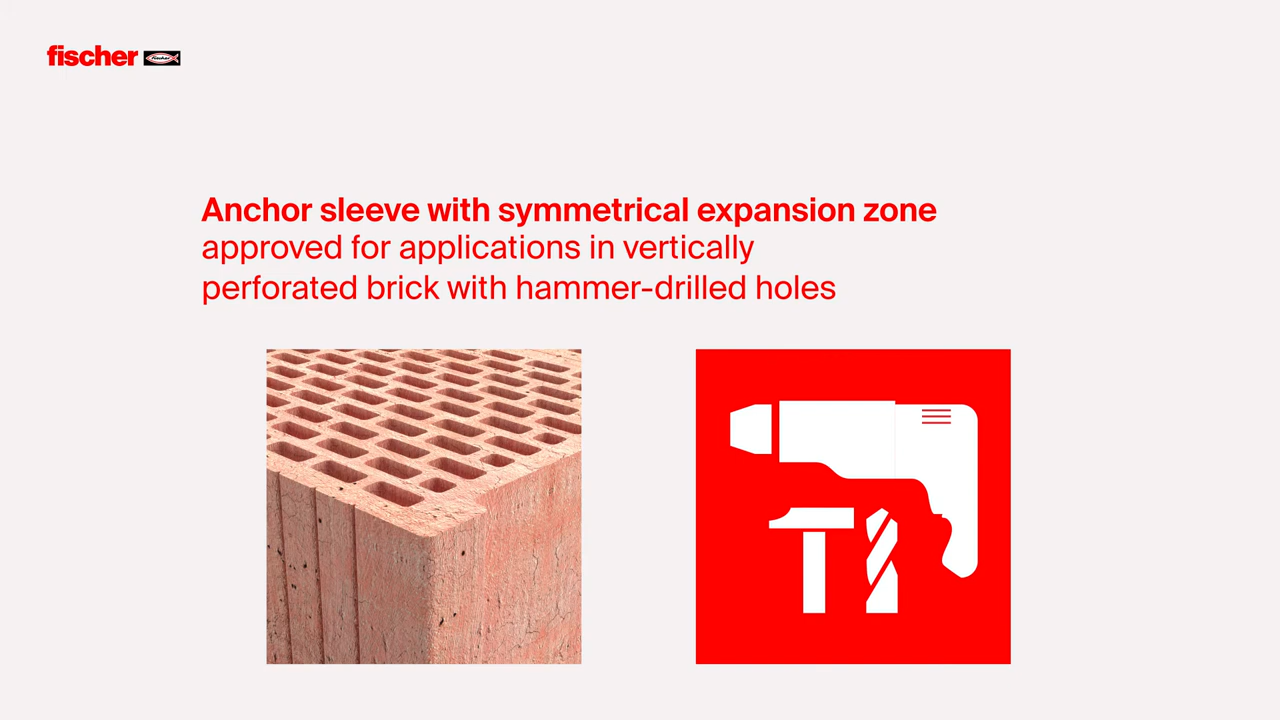 fischer
Anchor sleeve with symmetrical expansion zone
approved for applications in vertically
perforated brick with hammer-drilled holes